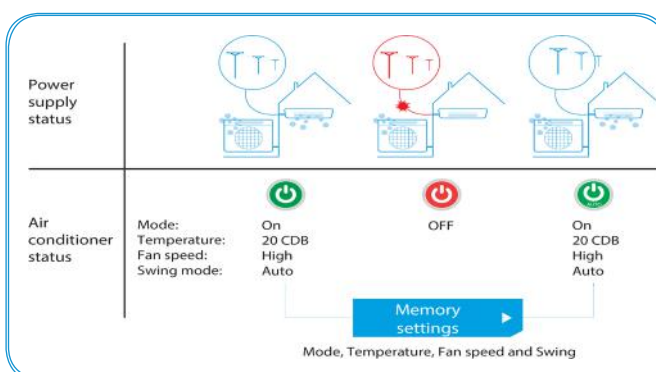 Power
supply
status
Air
conditioner
status
Mode: On OFF On
Temperature: 20 CDB 20 CDB
Fan speed: High High
Swing mode: Auto Auto
AUTO
Memory
settings
Mode, Temperature, Fan speed and Swing